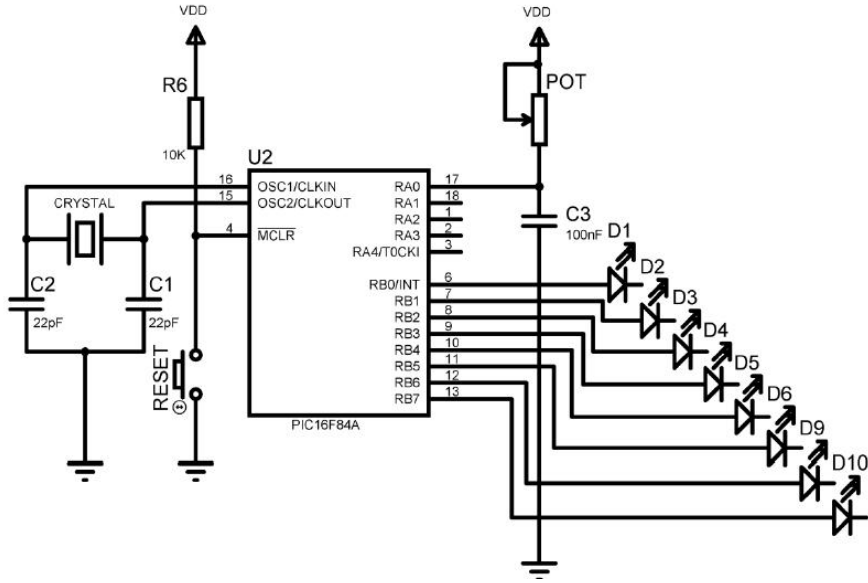 VDD
VDD
R6
10K
POT
U2
CRYSTAL
16
15
4
OSC1/CLKIN
OSC2/CLKOUT
MCLR
RA0
RA1
RA2
RA3
RA4/T0CKI
17
18
1
2
3
C3
100nF
C2
22pF
C1
22pF
RB0/INT
RB1
RB2
RB3
RB4
RB5
RB6
RB7
6
7
8
9
10
11
12
13
D1
D2
D3
D4
D5
D6
D9
D10
RESET
PIC16F84A